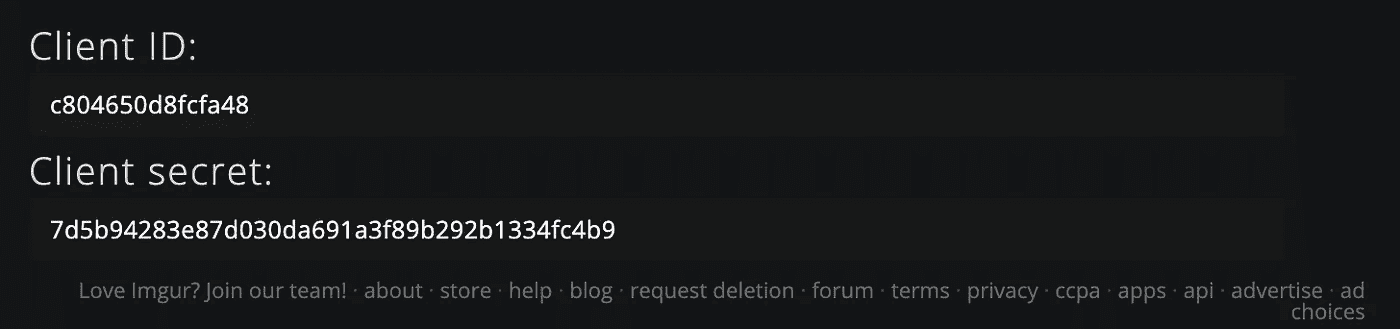 Client ID:
c804650d8fcfa48
Client secret:
7d5b94283e87d030da691a3f89b292b1334fc4b9
Love Imgur? Join our team! · about · store · help · blog · request deletion · forum · terms · privacy · ccpa · apps · api · advertise · ad
choices